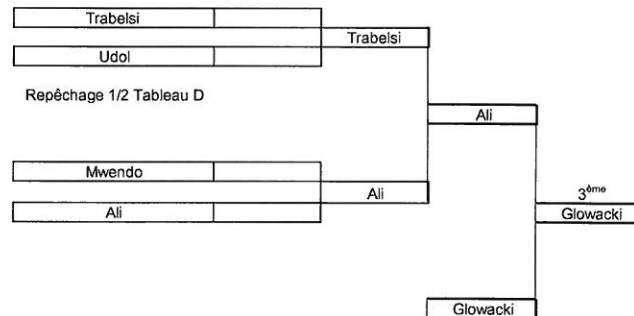 Trabelsi
Trabelsi
Udol
Repêchage 1/2 Tableau D
Ali
Mwendo
Ali
3ème
Ali
Glowacki
Glowacki